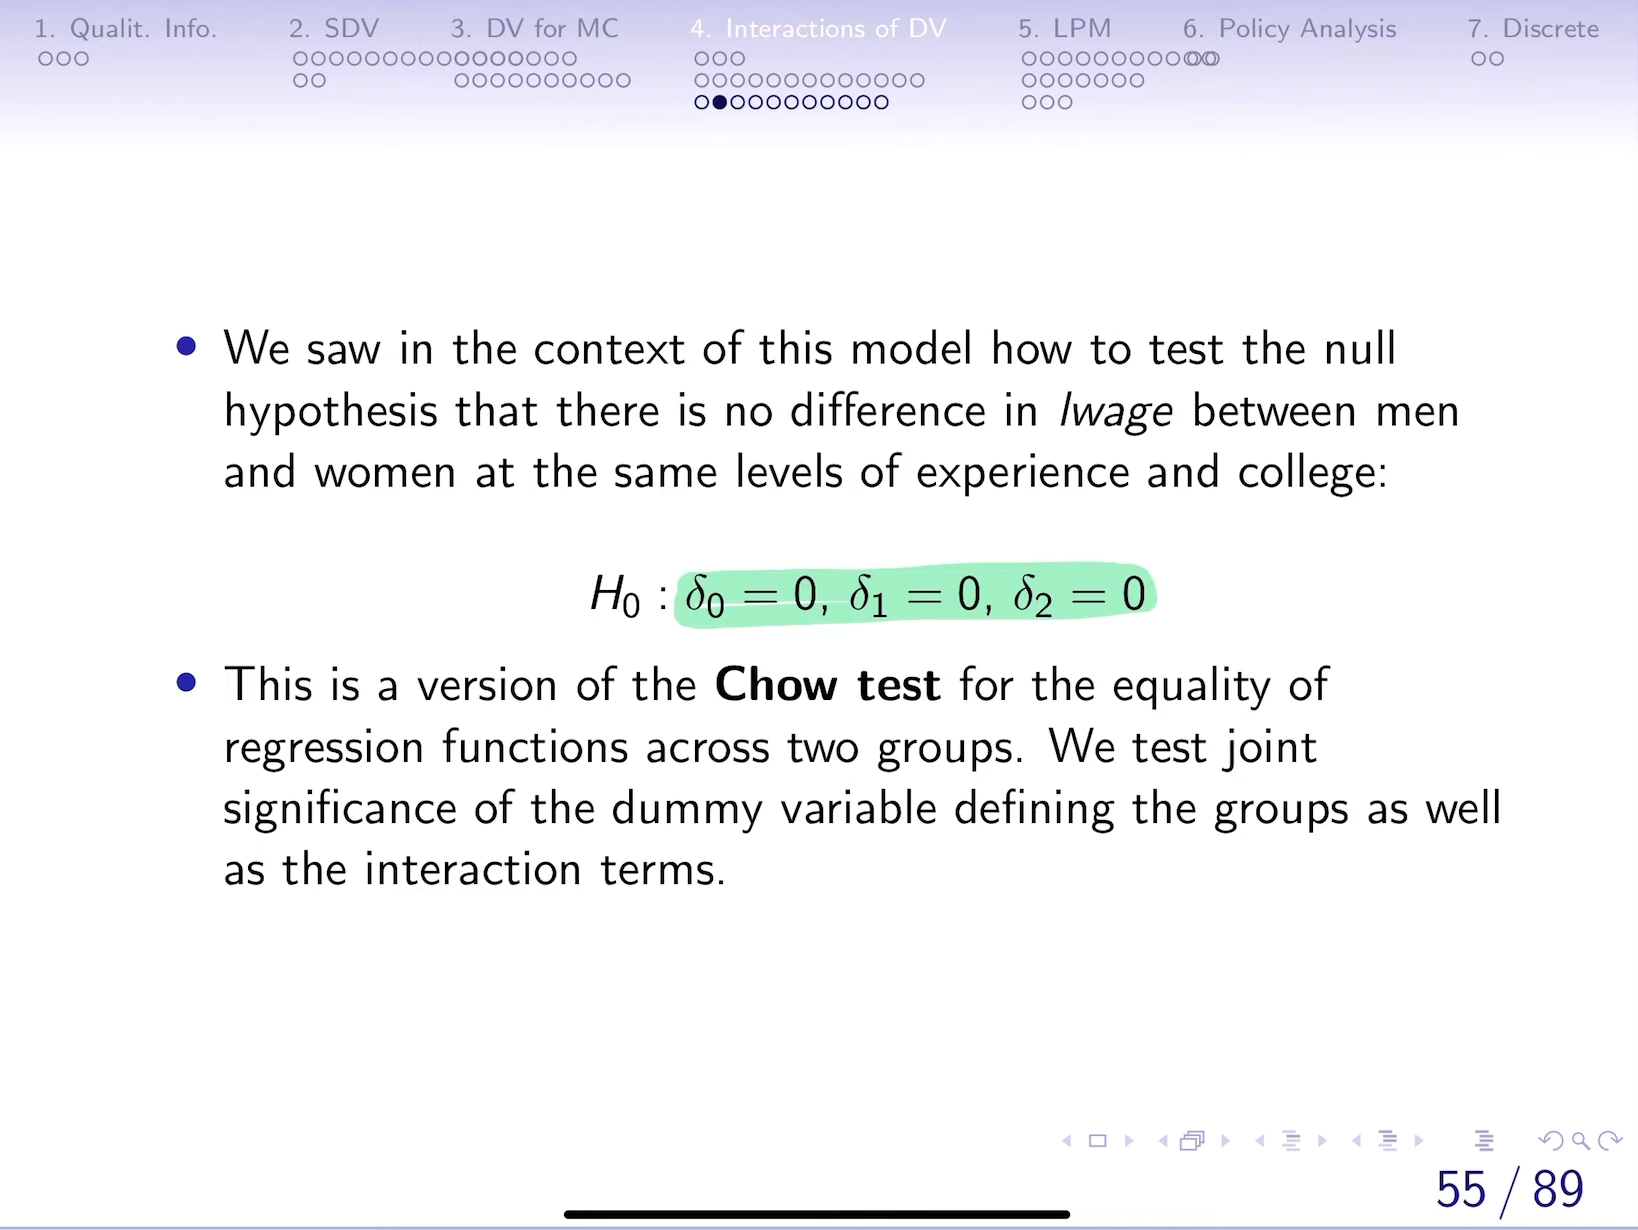 1. Qualit. Info. 2. SDV 3. DV for MC 4. Interactions of DV 5. LPM 6. Policy Analysis 7. Discrete
• We saw in the context of this model how to test the null
hypothesis that there is no difference in lwage between men
and women at the same levels of experience and college:
H₀ : δ₀ = 0, δ₁ = 0, δ₂ = 0
• This is a version of the Chow test for the equality of
regression functions across two groups. We test joint
significance of the dummy variable defining the groups as well
as the interaction terms.
55 / 89